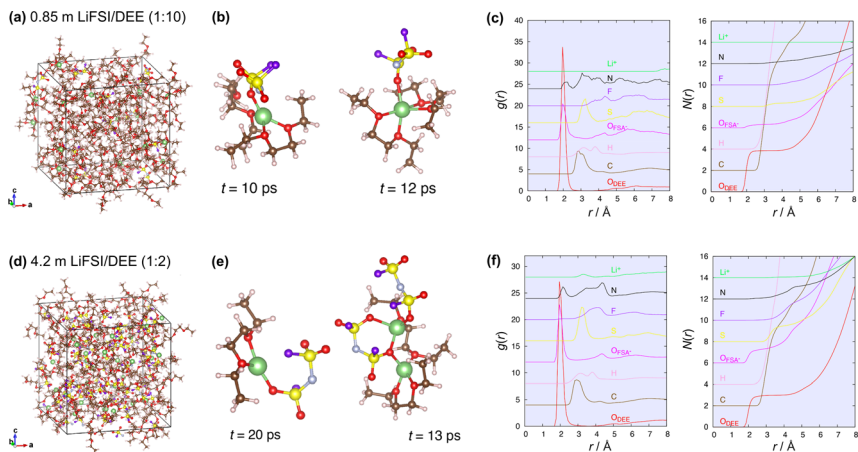 (a) 0.85 m LiFSI/DEE (1:10)
(b)
(c)
t = 10 ps
t = 12 ps
c
b
a
g(r)
35
30
25
20
15
10
5
0
Li⁺
N
F
S
O_FSA⁻
H
C
O_DEE
0 1 2 3 4 5 6 7 8
r / Å
N(r)
16
14
12
10
8
6
4
2
0
Li⁺
N
F
S
O_FSA⁻
H
C
O_DEE
0 1 2 3 4 5 6 7 8
r / Å
(d) 4.2 m LiFSI/DEE (1:2)
(e)
(f)
t = 20 ps
t = 13 ps
c
b
a
g(r)
30
25
20
15
10
5
0
Li⁺
N
F
S
O_FSA⁻
H
C
O_DEE
0 1 2 3 4 5 6 7 8
r / Å
N(r)
16
14
12
10
8
6
4
2
0
Li⁺
N
F
S
O_FSA⁻
H
C
O_DEE
0 1 2 3 4 5 6 7 8
r / Å